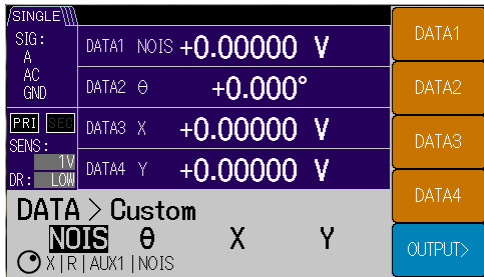 SINGLE
SIG:
A
AC
GND
PRI SEC
SENS:
1V
DR: LOW
DATA1 NOIS +0.00000 V
DATA2 θ +0.000°
DATA3 X +0.00000 V
DATA4 Y +0.00000 V
DATA > Custom
NOIS θ X Y
X|R|AUX1|NOIS
DATA1
DATA2
DATA3
DATA4
OUTPUT>